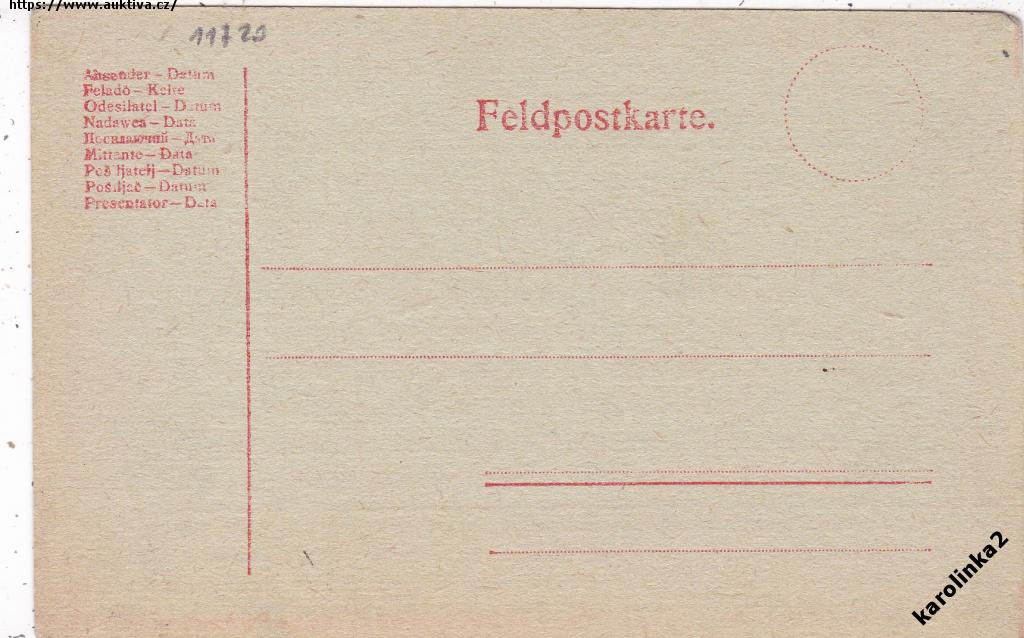 https://www.auktiva.cz/
11720
Absender – Datum
Feladó – Kelte
Odesilatel – Datum
Nadawca – Data
Посилаючий – Дата
Mittente – Data
Pošiljatelj – Datum
Pošiljač – Datum
Presentator – Data
Feldpostkarte.
karolinka2